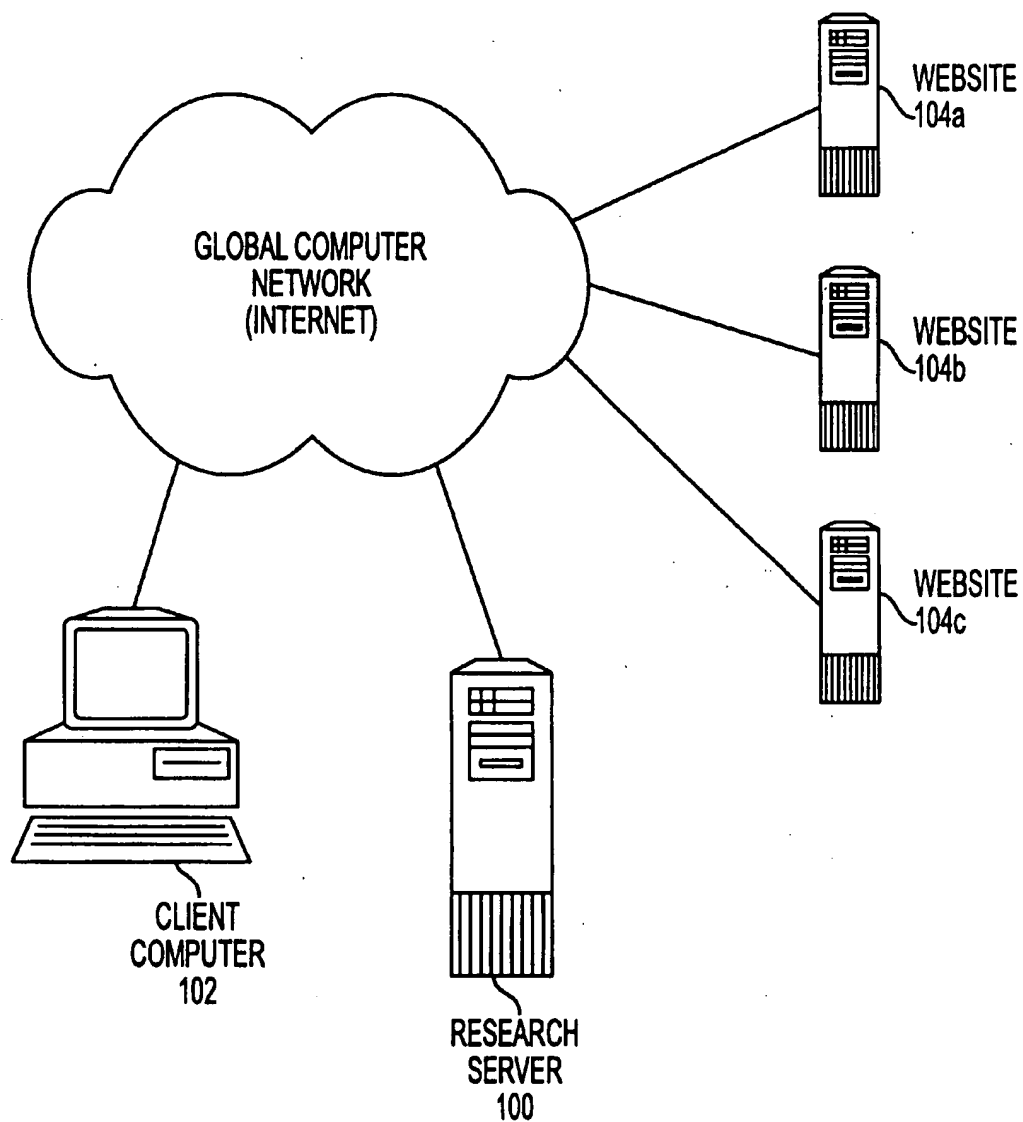 WEBSITE
104a
GLOBAL COMPUTER
NETWORK
(INTERNET)
WEBSITE
104b
WEBSITE
104c
CLIENT
COMPUTER
102
RESEARCH
SERVER
100